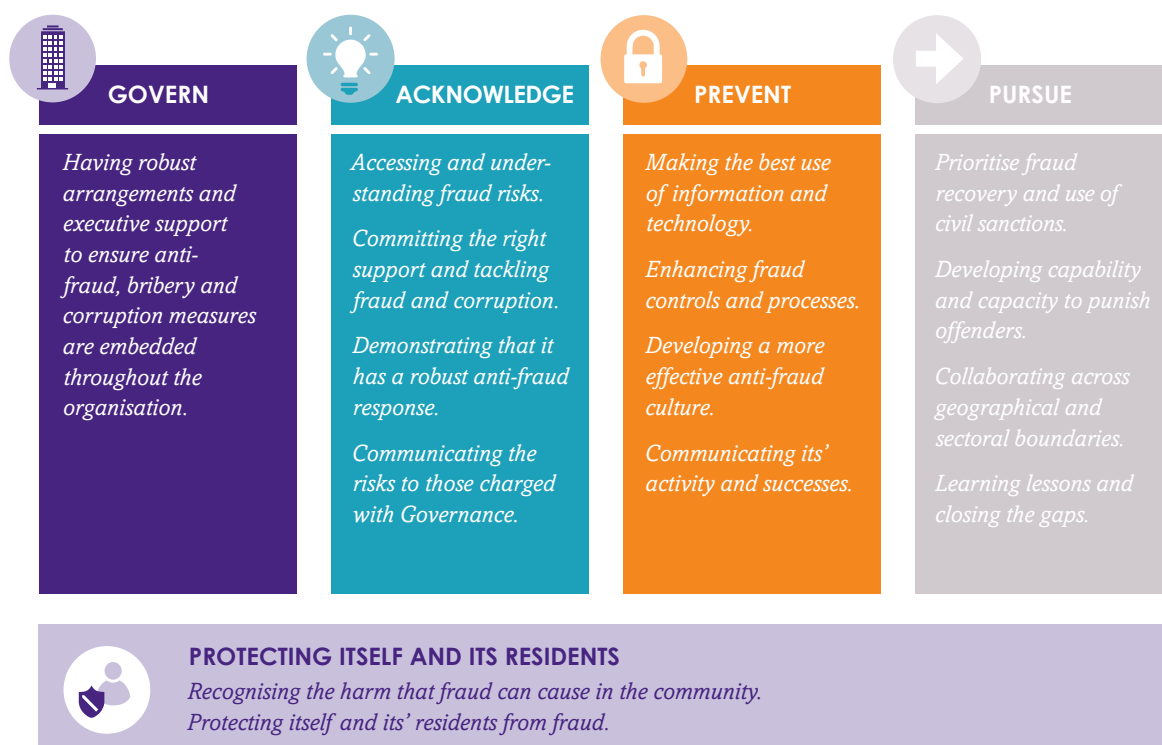 GOVERN
Having robust
arrangements and
executive support
to ensure anti-
fraud, bribery and
corruption measures
are embedded
throughout the
organisation.
ACKNOWLEDGE
Accessing and under-
standing fraud risks.
Committing the right
support and tackling
fraud and corruption.
Demonstrating that it
has a robust anti-fraud
response.
Communicating the
risks to those charged
with Governance.
PREVENT
Making the best use
of information and
technology.
Enhancing fraud
controls and processes.
Developing a more
effective anti-fraud
culture.
Communicating its’
activity and successes.
PURSUE
Prioritise fraud
recovery and use of
civil sanctions.
Developing capability
and capacity to punish
offenders.
Collaborating across
geographical and
sectoral boundaries.
Learning lessons and
closing the gaps.
PROTECTING ITSELF AND ITS RESIDENTS
Recognising the harm that fraud can cause in the community.
Protecting itself and its’ residents from fraud.